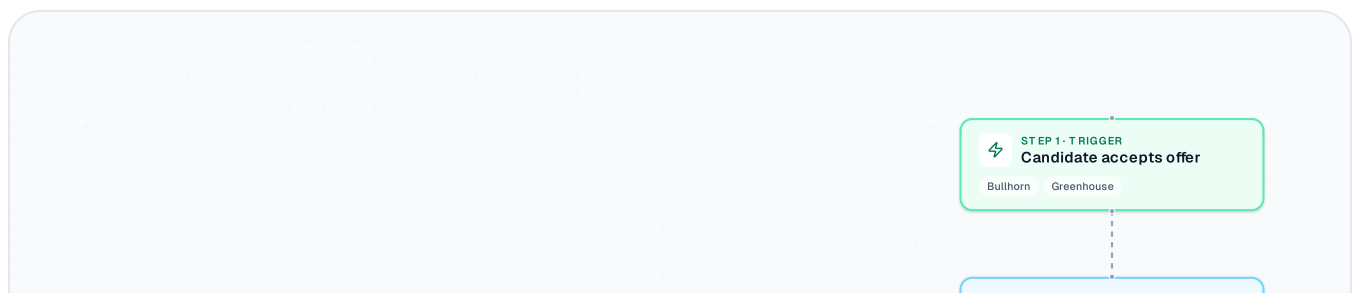 STEP 1 · TRIGGER
Candidate accepts offer
Bullhorn Greenhouse